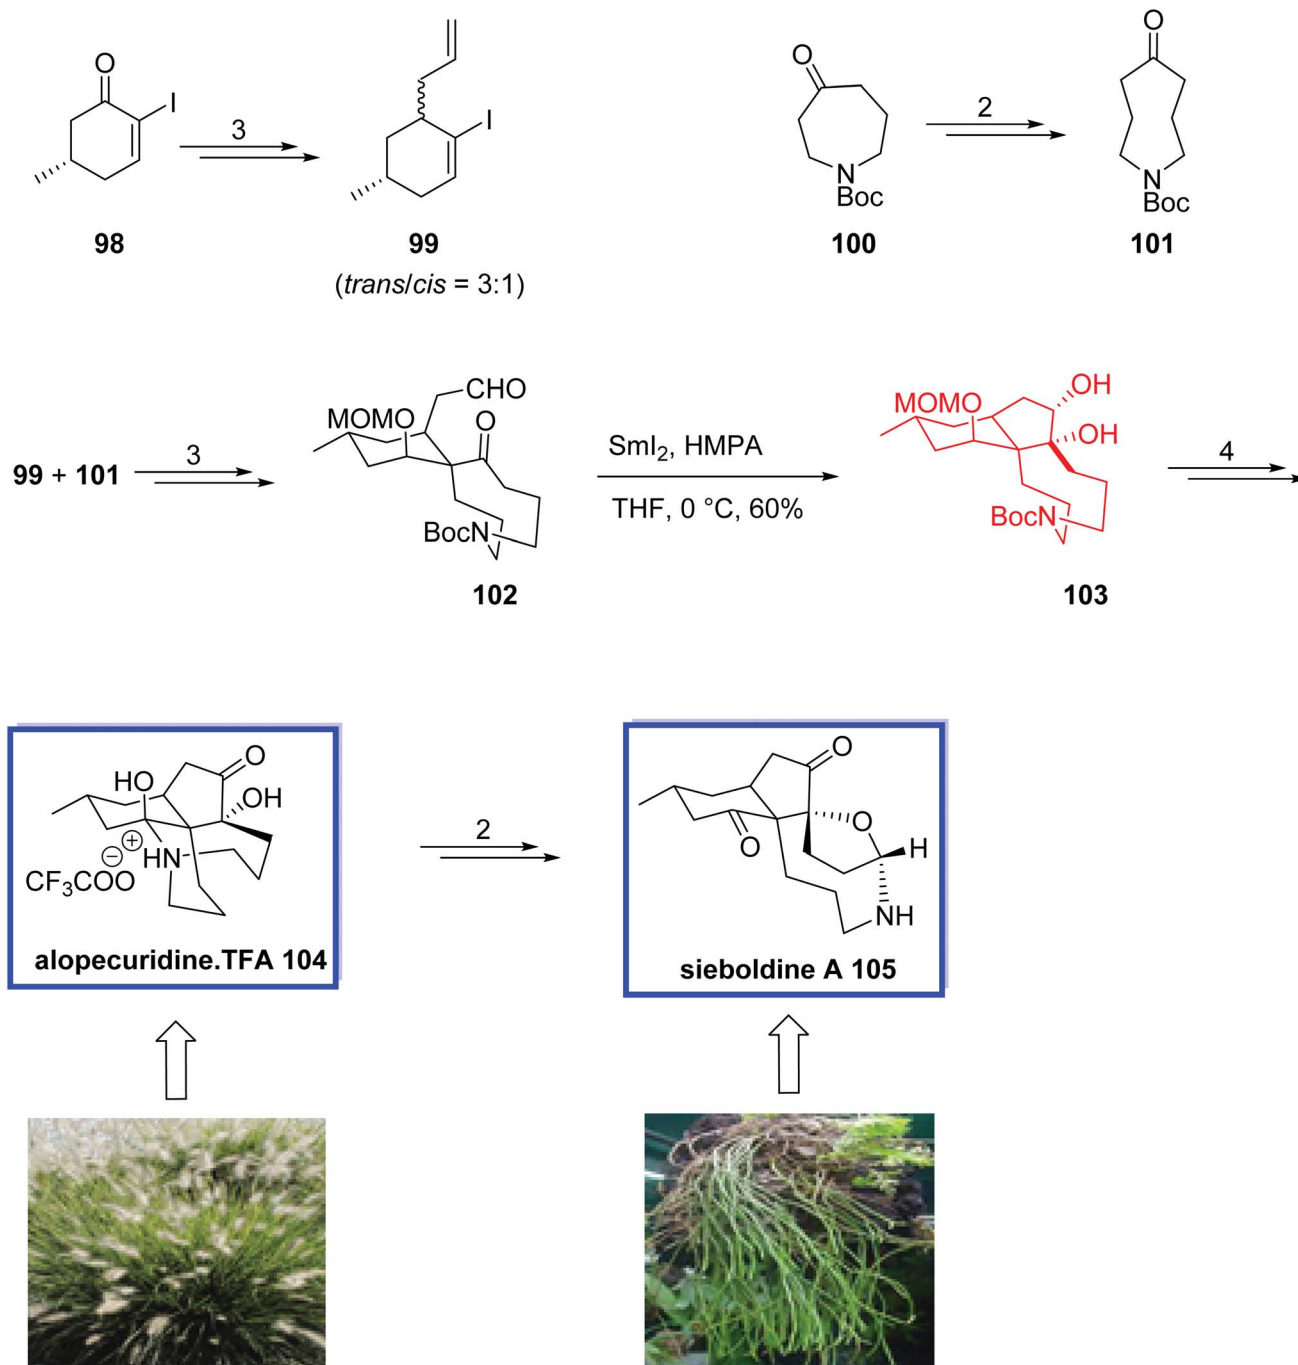 O
I
3
I
98
99
(trans/cis = 3:1)
O
N
Boc
100
2
O
N
Boc
101
99 + 101
3
CHO
MOMO
O
BocN
102
SmI₂, HMPA
THF, 0 °C, 60%
OH
MOMO
OH
BocN
103
4
O
HO
OH
⊖ ⊕
HN
CF₃COO
alopecuridine.TFA 104
2
O
O
H
O
NH
sieboldine A 105